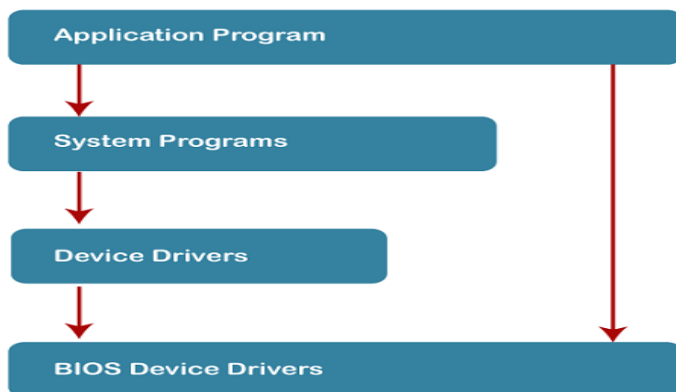 Application Program
System Programs
Device Drivers
BIOS Device Drivers